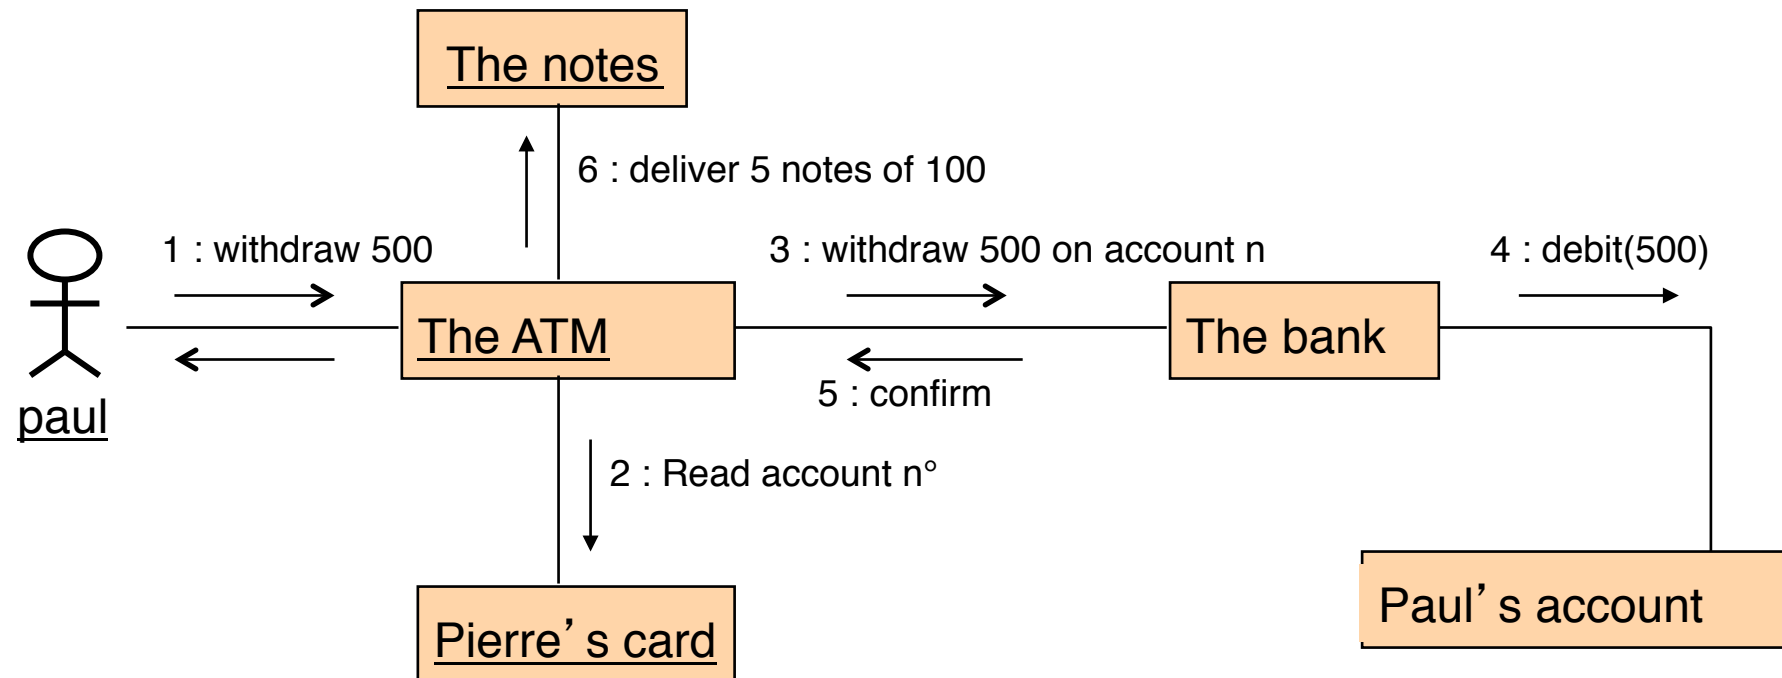 The notes
6 : deliver 5 notes of 100
1 : withdraw 500
3 : withdraw 500 on account n
4 : debit(500)
The ATM
The bank
5 : confirm
paul
2 : Read account n°
Paul’s account
Pierre’s card